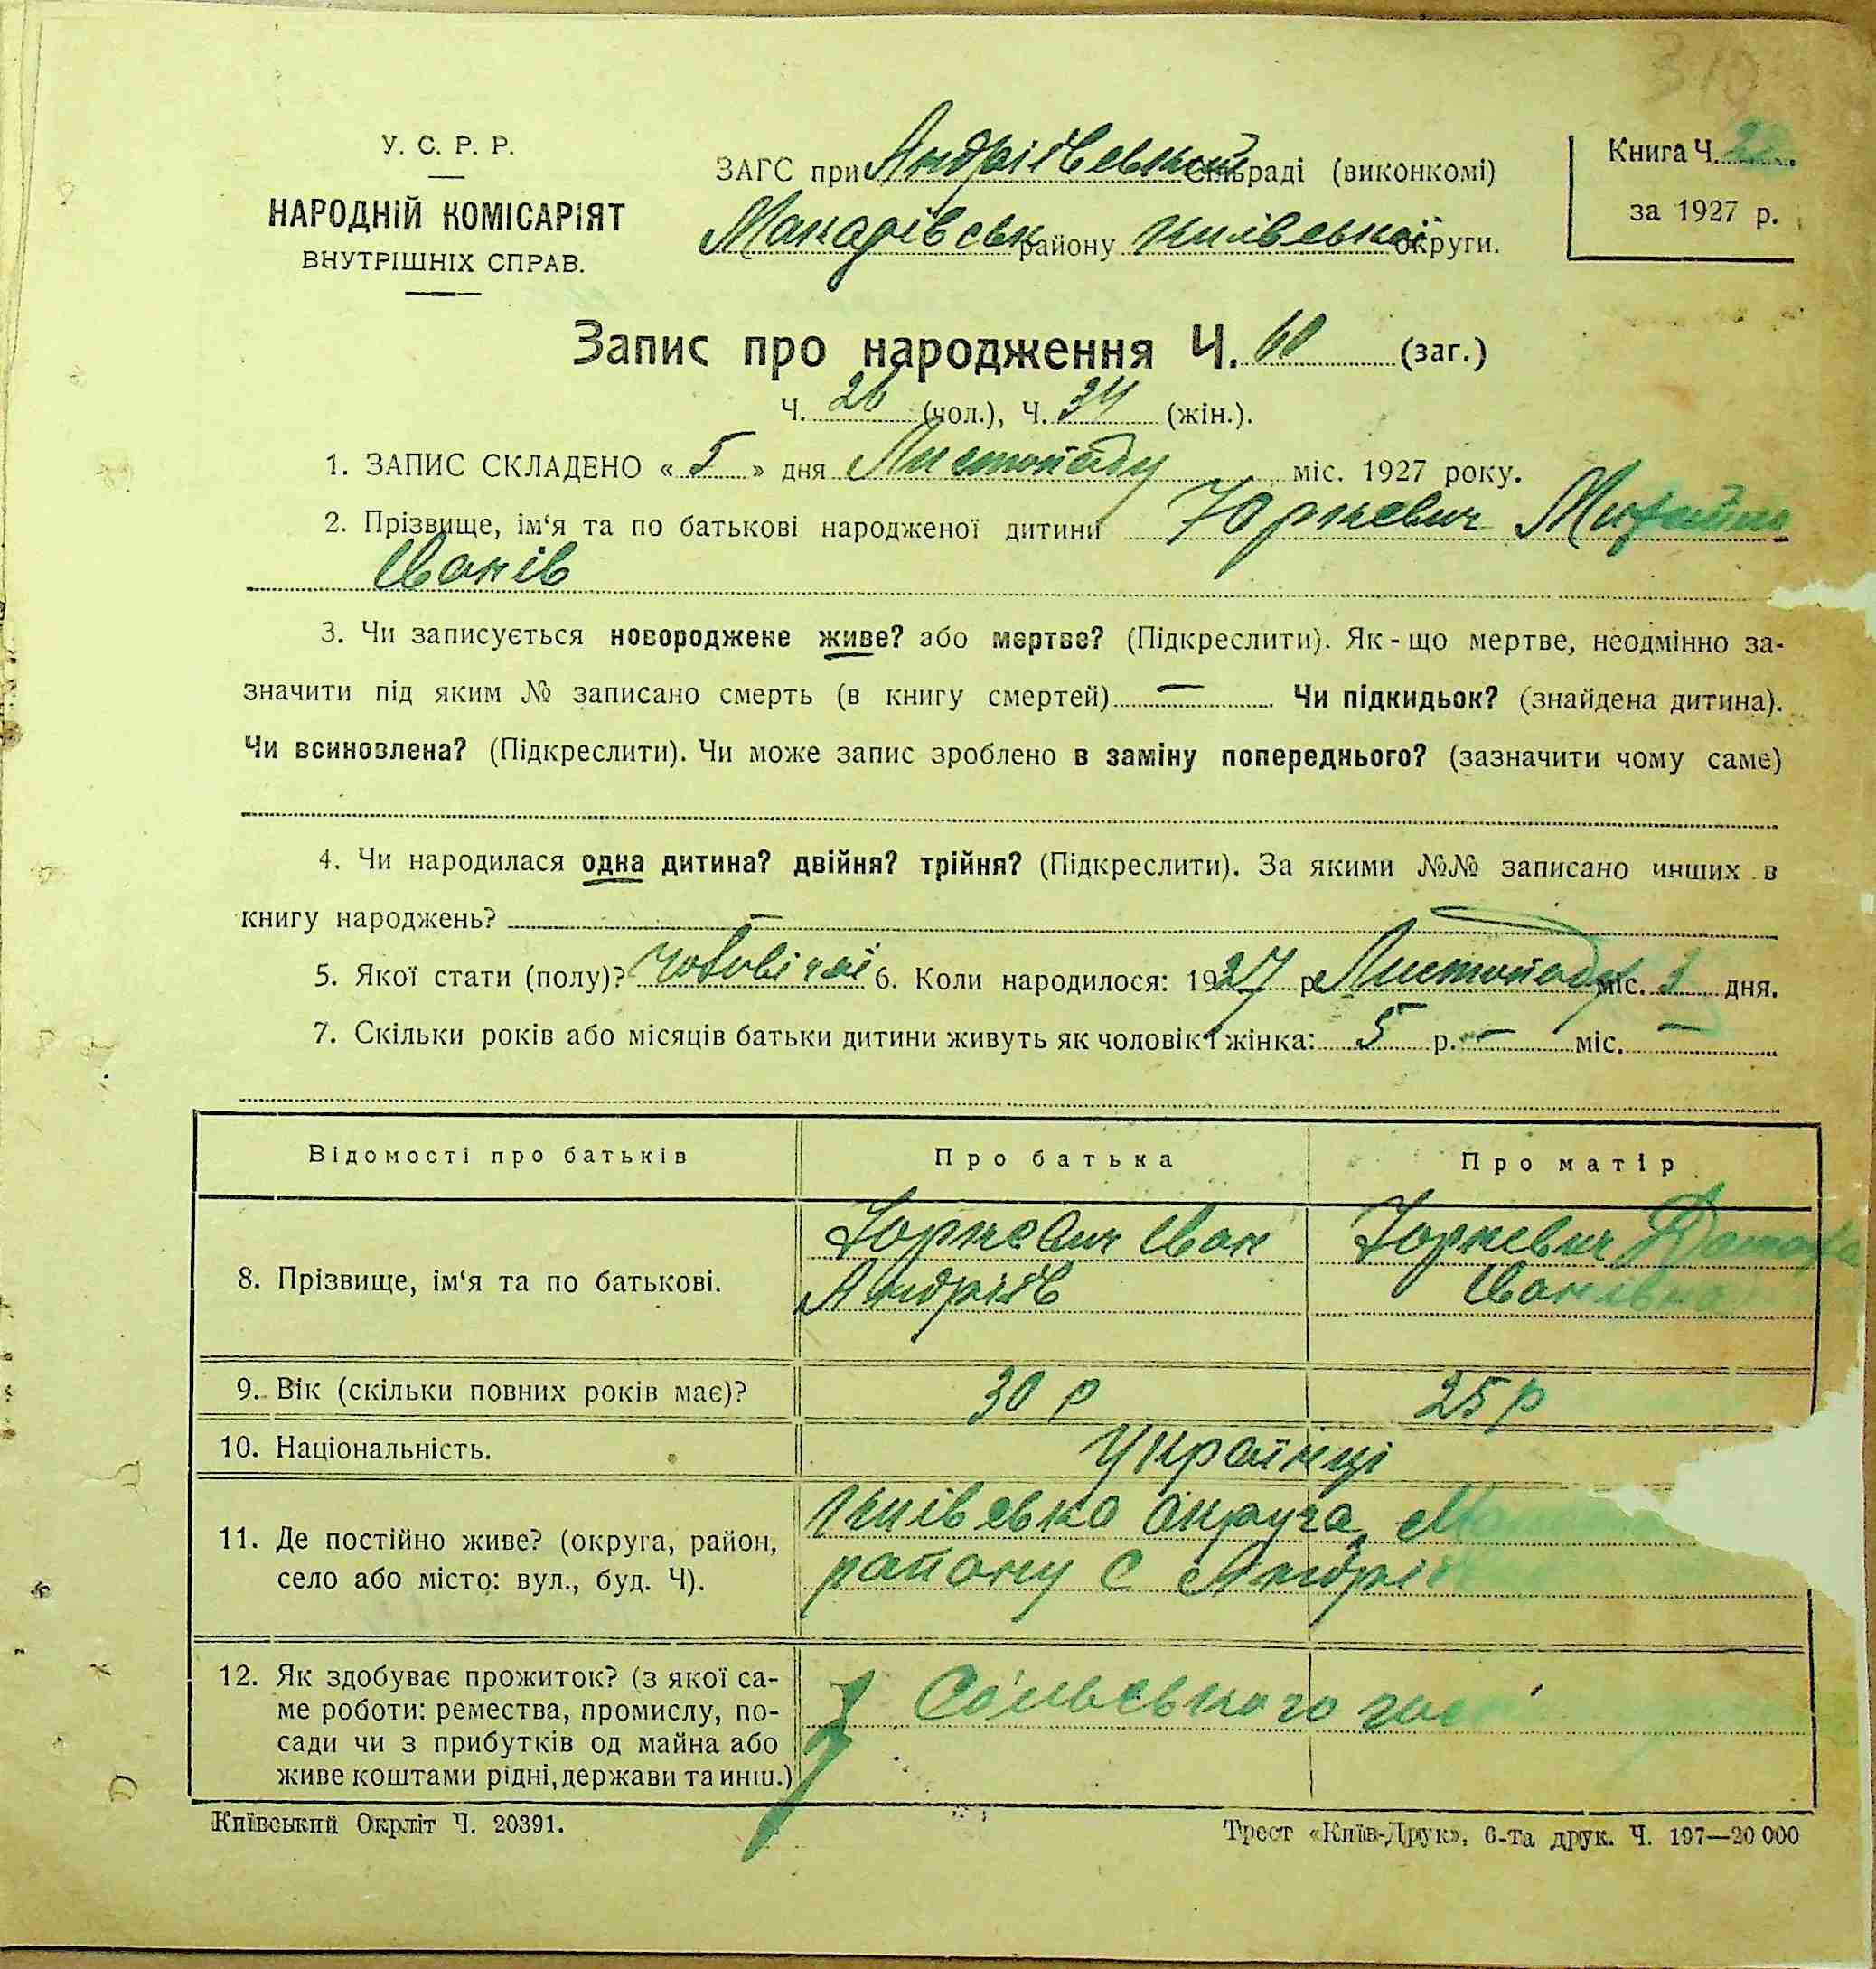 310
У. С. Р. Р.
НАРОДНІЙ КОМІСАРІЯТ
ВНУТРІШНІХ СПРАВ.
ЗАГС при Андріївській сільраді (виконкомі)
Макарівськ району Київської округи.
Книга Ч.
за 1927 р.
Запис про народження Ч. 60 (заг.)
Ч. 26 (чол.), Ч. 34 (жін.).
1. ЗАПИС СКЛАДЕНО « 5 » дня Листопаду міс. 1927 року.
2. Прізвище, ім‘я та по батькові народженої дитини Юркевич Михайло
Іванів
3. Чи записується новороджене живе? або мертве? (Підкреслити). Як-що мертве, неодмінно за-
значити під яким № записано смерть (в книгу смертей) — Чи підкидьок? (знайдена дитина).
Чи всиновлена? (Підкреслити). Чи може запис зроблено в заміну попереднього? (зазначити чому саме)
4. Чи народилася одна дитина? двійня? трійня? (Підкреслити). За якими №№ записано инших в
книгу народжень? —
5. Якої стати (полу)? чоловічої 6. Коли народилося: 1927 р. Листопаду міс. 3 дня.
7. Скільки років або місяців батьки дитини живуть як чоловік і жінка: 5 р. — міс. —
Відомості про батьків Про батька Про матір
8. Прізвище, ім‘я та по батькові. Юркевич Іван Юркевич
Андріїв Іванівна
9. Вік (скільки повних років має)? 30 р 25 р
10. Національність. Українці
11. Де постійно живе? (округа, район, Київська округа,
село або місто: вул., буд. Ч). району с
12. Як здобуває прожиток? (з якої са-
ме роботи: ремества, промислу, по- Сільського
сади чи з прибутків од майна або
живе коштами рідні, держави та инш.)
Київський Окрліт Ч. 20391.
Трест «Київ-Друк», 6-та друк. Ч. 197—20 000